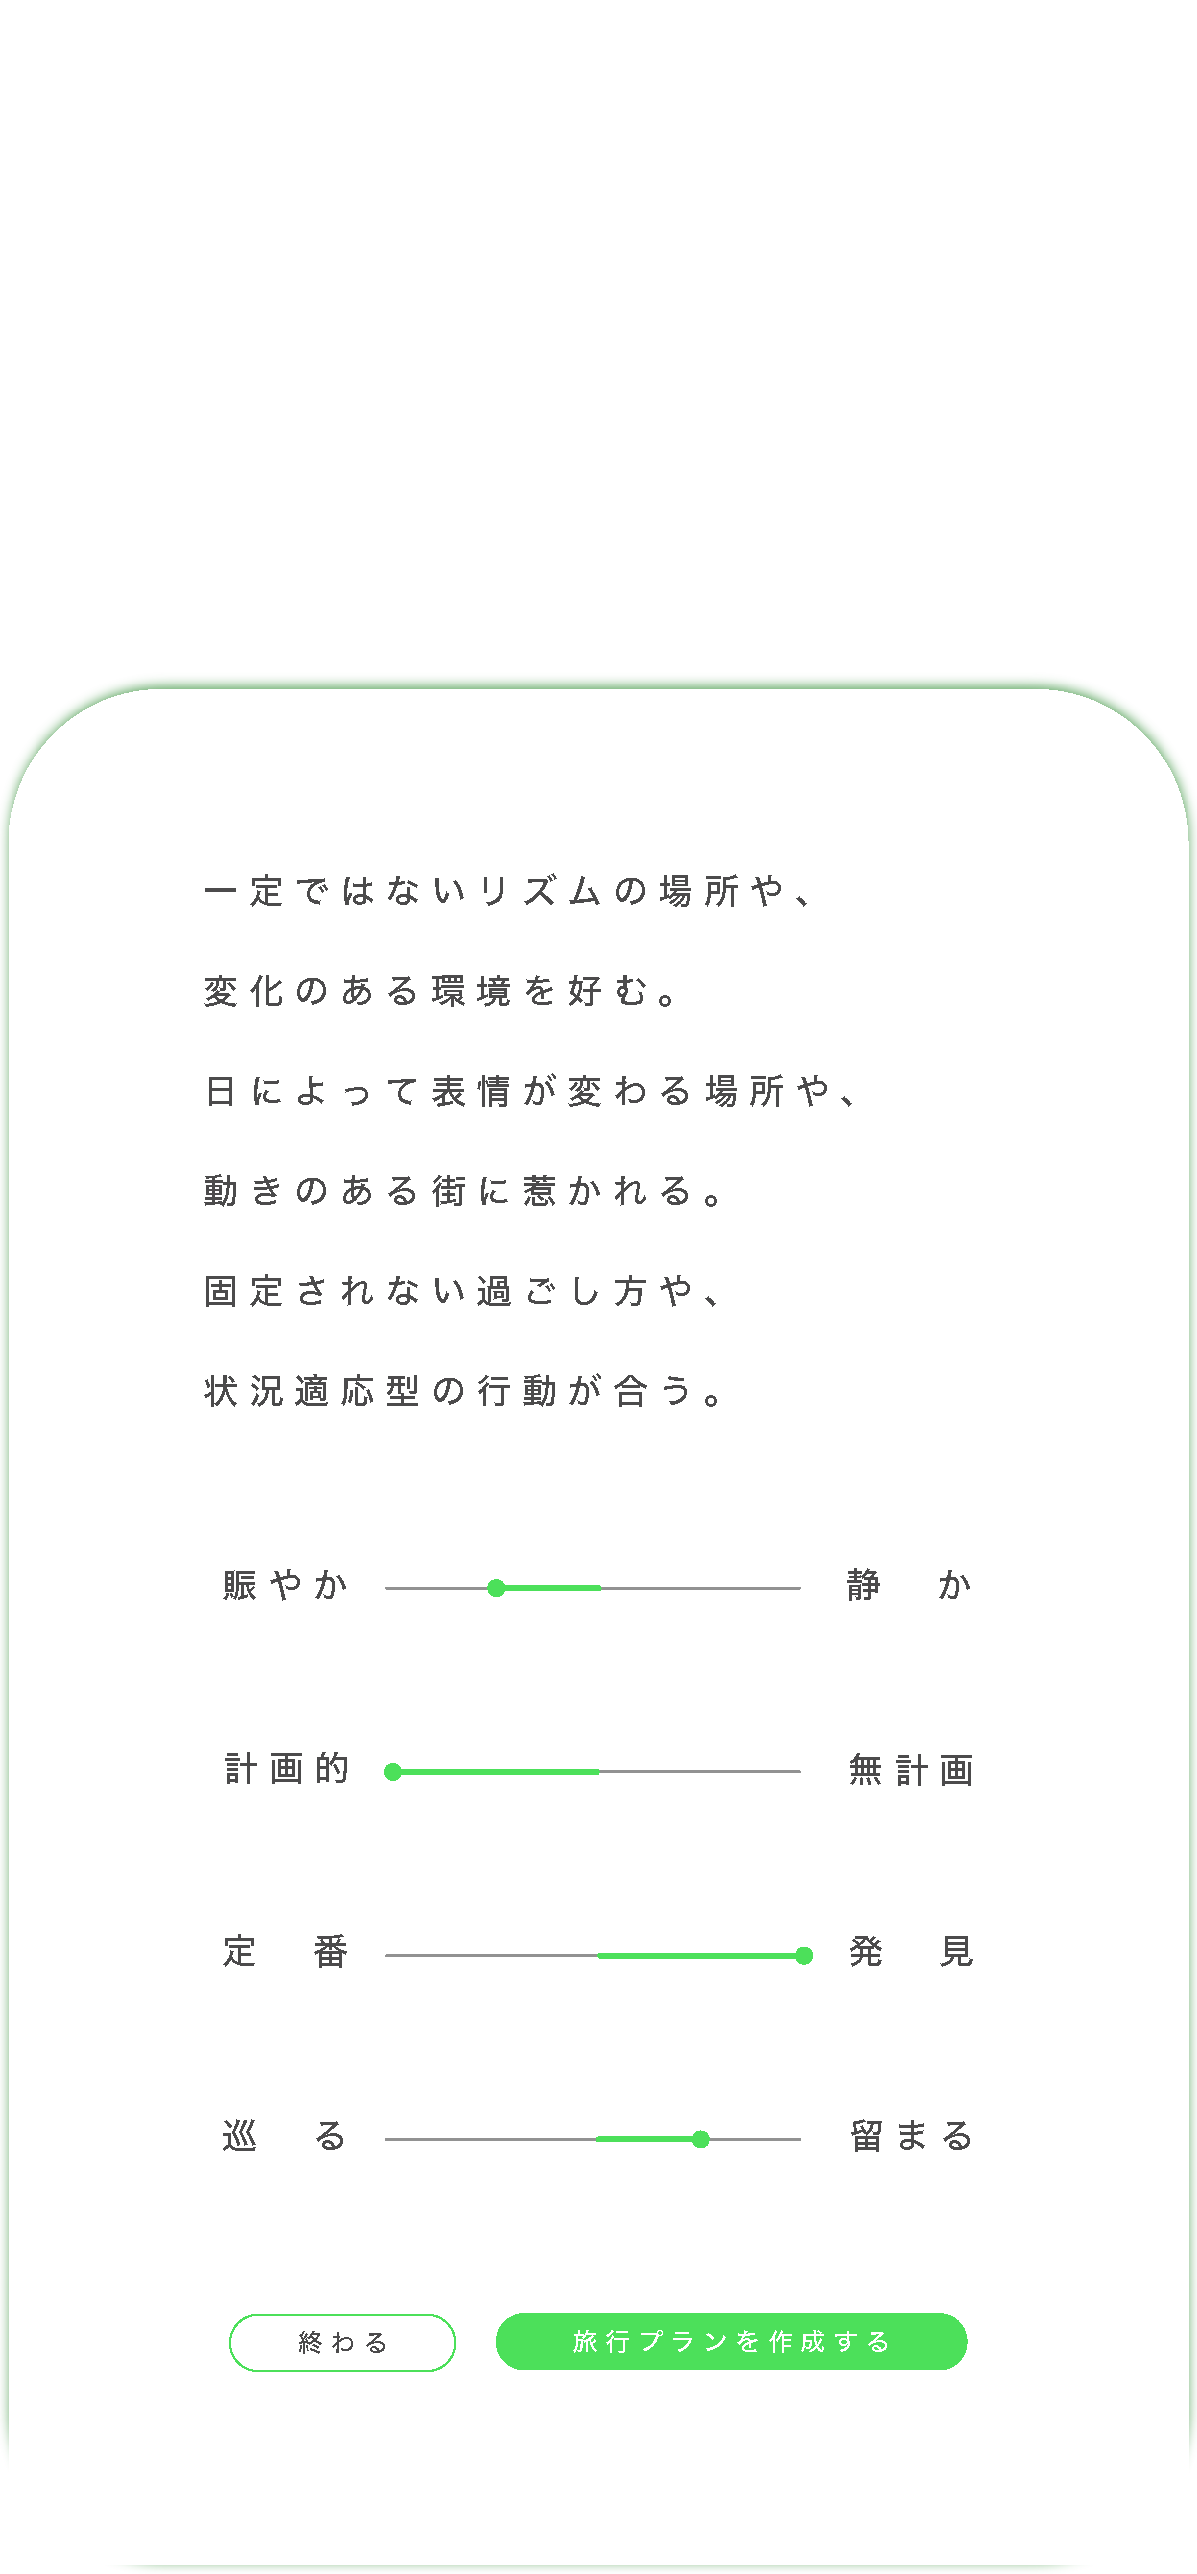 一定ではないリズムの場所や、
変化のある環境を好む。
日によって表情が変わる場所や、
動きのある街に惹かれる。
固定されない過ごし方や、
状況適応型の行動が合う。
賑やか 静か
計画的 無計画
定番 発見
巡る 留まる
終わる 旅行プランを作成する